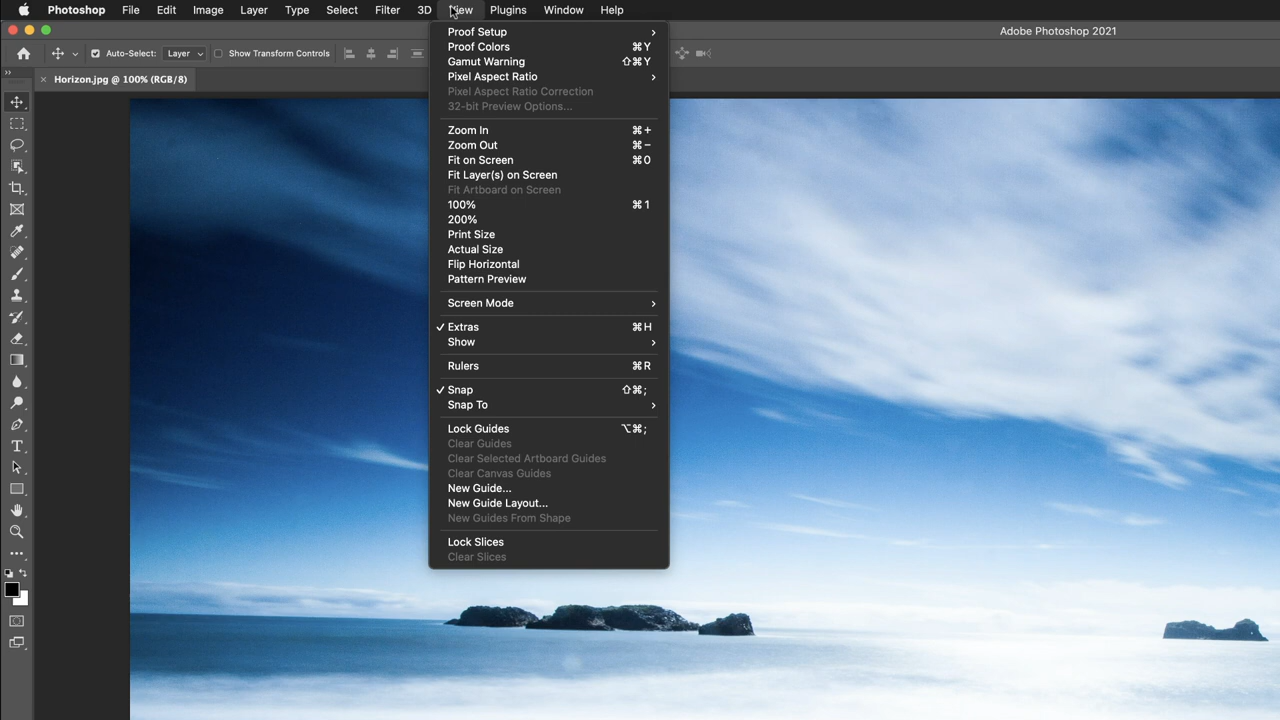 Photoshop File Edit Image Layer Type Select Filter 3D View Plugins Window Help
Adobe Photoshop 2021
Auto-Select: Layer Show Transform Controls
Horizon.jpg @ 100% (RGB/8)
Proof Setup
Proof Colors ⌘Y
Gamut Warning ⇧⌘Y
Pixel Aspect Ratio
Pixel Aspect Ratio Correction
32-bit Preview Options...
Zoom In ⌘+
Zoom Out ⌘−
Fit on Screen ⌘0
Fit Layer(s) on Screen
Fit Artboard on Screen
100% ⌘1
200%
Print Size
Actual Size
Flip Horizontal
Pattern Preview
Screen Mode
Extras ⌘H
Show
Rulers ⌘R
Snap ⇧⌘;
Snap To
Lock Guides ⌥⌘;
Clear Guides
Clear Selected Artboard Guides
Clear Canvas Guides
New Guide...
New Guide Layout...
New Guides From Shape
Lock Slices
Clear Slices